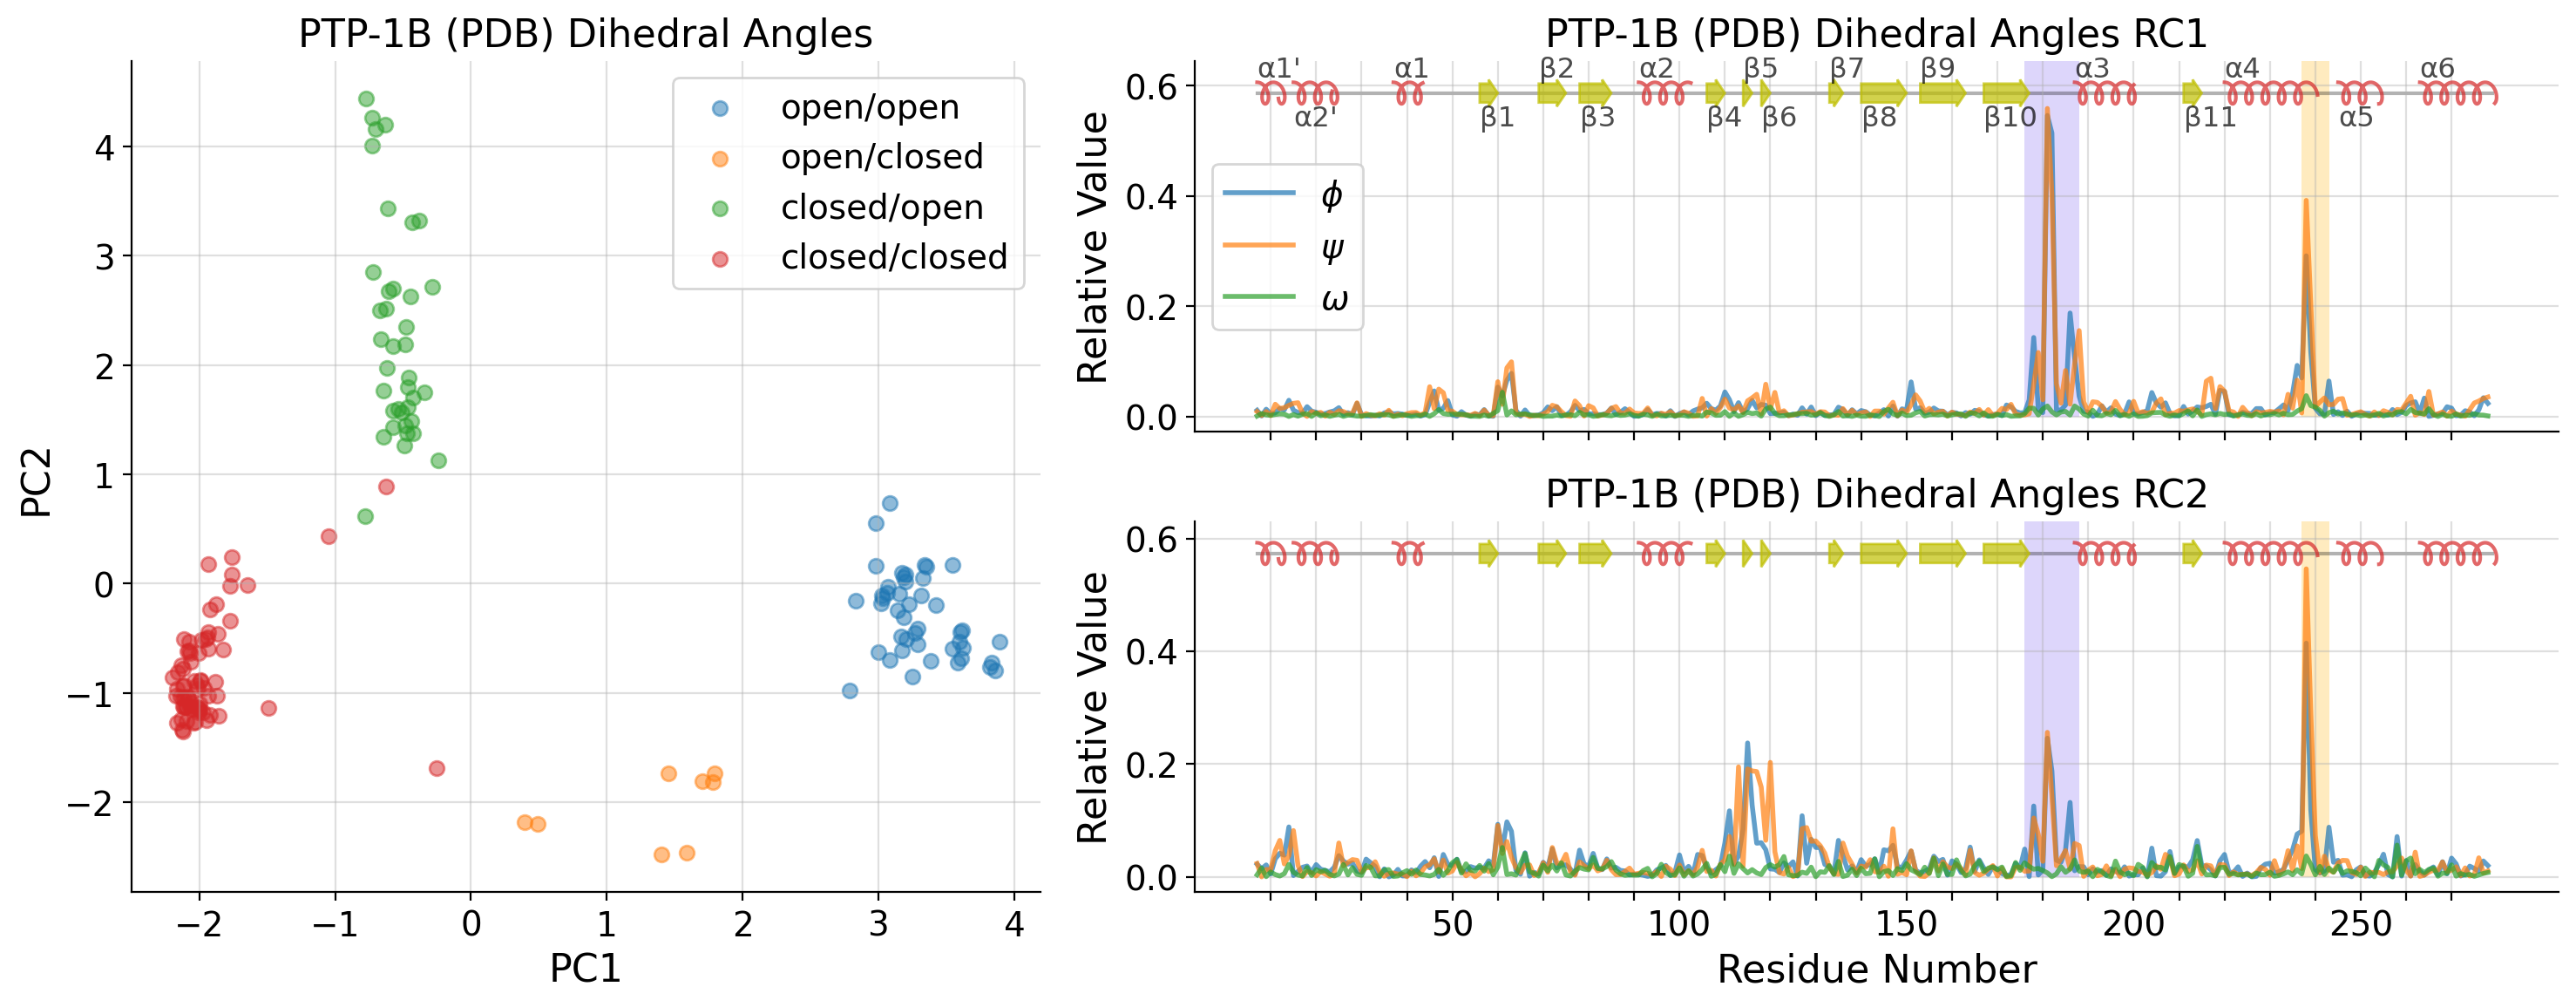 PTP-1B (PDB) Dihedral Angles
PC2
4
3
2
1
0
−1
−2
−2 −1 0 1 2 3 4
PC1
open/open
open/closed
closed/open
closed/closed
PTP-1B (PDB) Dihedral Angles RC1
Relative Value
0.6
0.4
0.2
0.0
α1' α1 β2 α2 β5 β7 β9 α3 α4 α6
α2' β1 β3 β4 β6 β8 β10 β11 α5
ϕ
ψ
ω
PTP-1B (PDB) Dihedral Angles RC2
Relative Value
0.6
0.4
0.2
0.0
50 100 150 200 250
Residue Number